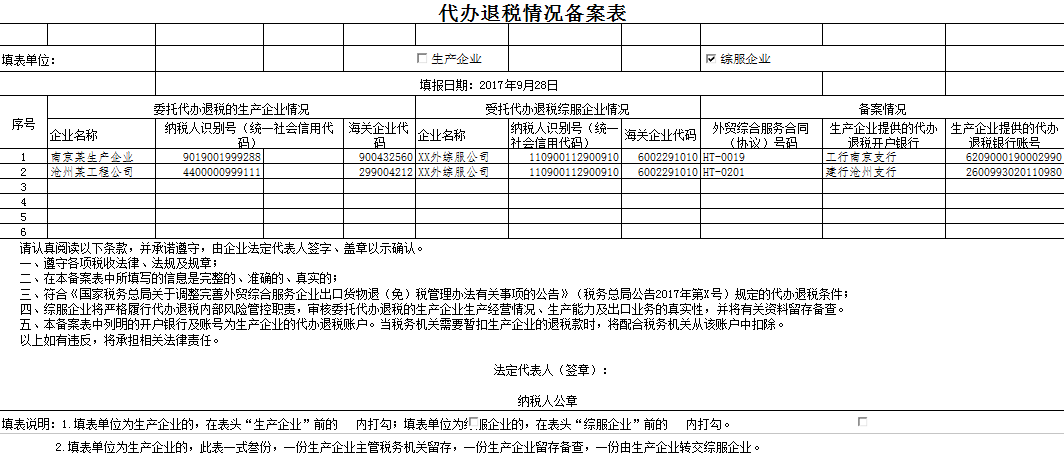 代办退税情况备案表
填表单位： 生产企业 综服企业
填报日期：2017年9月28日
序号 委托代办退税的生产企业情况 受托代办退税综服企业情况 备案情况
企业名称 纳税人识别号（统一社会信用代码） 海关企业代码 企业名称 纳税人识别号（统一社会信用代码） 海关企业代码 外贸综合服务合同（协议）号码 生产企业提供的代办退税开户银行 生产企业提供的代办退税银行账号
1 南京某生产企业 9019001999288 900432560 XX外综服公司 110900112900910 6002291010 HT-0019 工行南京支行 6209000190002990
2 沧州某工程公司 4400000999111 299004212 XX外综服公司 110900112900910 6002291010 HT-0201 建行沧州支行 2600993020110980
3
4
5
6
请认真阅读以下条款，并承诺遵守，由企业法定代表人签字、盖章以示确认。
一、遵守各项税收法律、法规及规章；
二、在本备案表中所填写的信息是完整的、准确的、真实的；
三、符合《国家税务总局关于调整完善外贸综合服务企业出口货物退（免）税管理办法有关事项的公告》（税务总局公告2017年第X号）规定的代办退税条件；
四、综服企业将严格履行代办退税内部风险管控职责，审核委托代办退税的生产企业生产经营情况、生产能力及出口业务的真实性，并将有关资料留存备查。
五、本备案表中列明的开户银行及账号为生产企业的代办退税账户。当税务机关需要暂扣生产企业的退税款时，将配合税务机关从该账户中扣除。
以上如有违反，将承担相关法律责任。
法定代表人（签章）：
纳税人公章
填表说明：1.填表单位为生产企业的，在表头“生产企业”前的 内打勾；填表单位为综服企业的，在表头“综服企业”前的 内打勾。
2.填表单位为生产企业的，此表一式叁份，一份生产企业主管税务机关留存，一份生产企业留存备查，一份由生产企业转交综服企业。